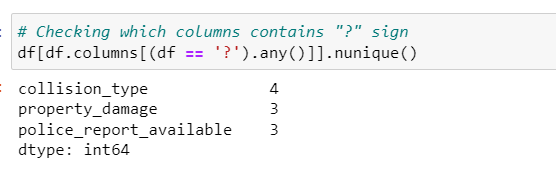 # Checking which columns contains "?" sign
df[df.columns[(df == '?').any()]].nunique()
collision_type 4
property_damage 3
police_report_available 3
dtype: int64